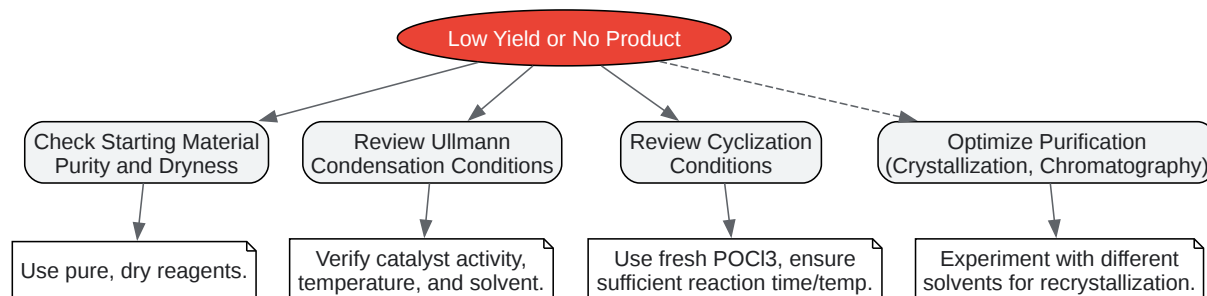 Low Yield or No Product
Check Starting Material
Purity and Dryness
Review Ullmann
Condensation Conditions
Review Cyclization
Conditions
Optimize Purification
(Crystallization, Chromatography)
Use pure, dry reagents.
Verify catalyst activity,
temperature, and solvent.
Use fresh POCl3, ensure
sufficient reaction time/temp.
Experiment with different
solvents for recrystallization.